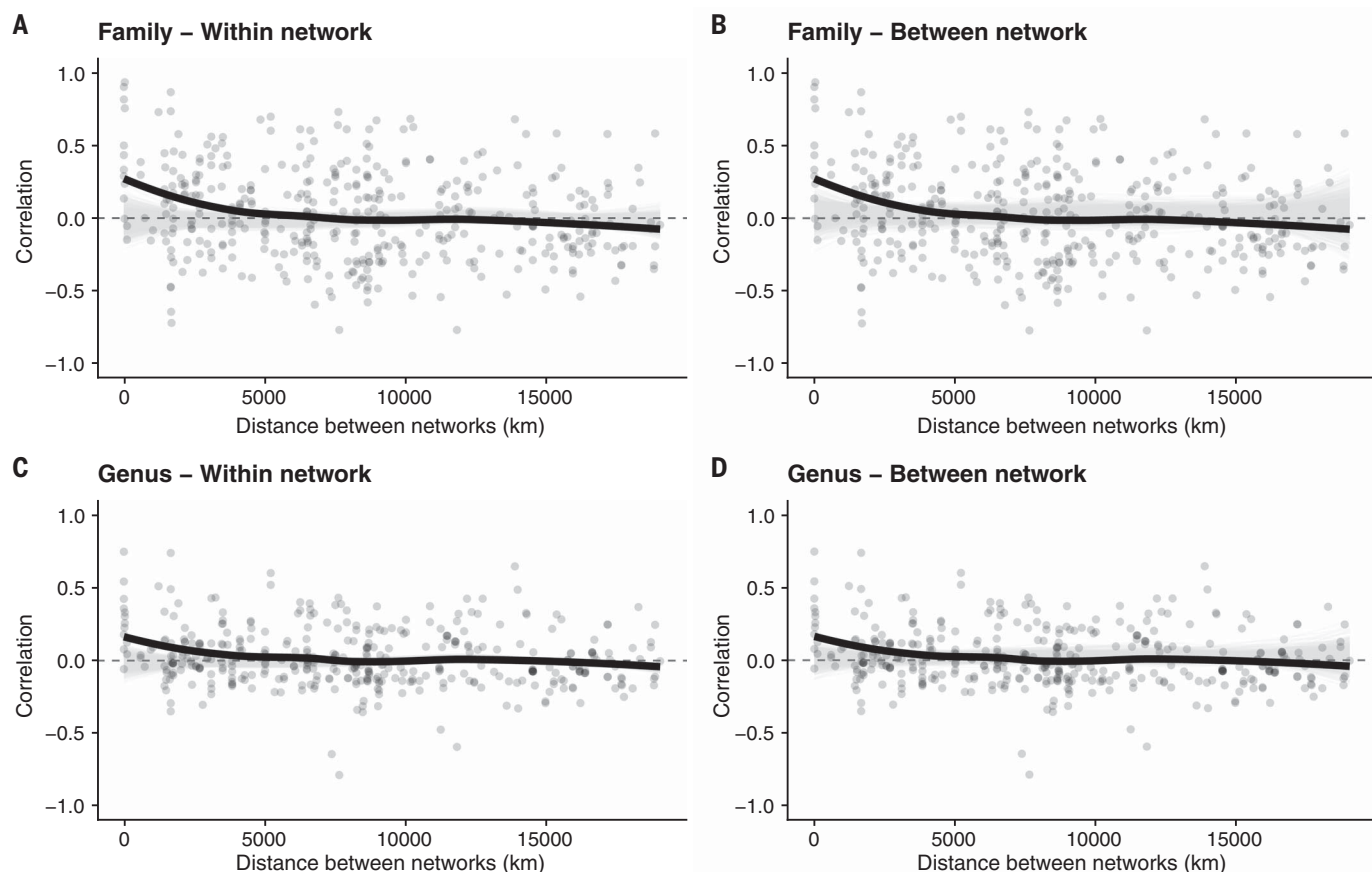 A Family – Within network
1.0
0.5
0.0
−0.5
−1.0
Correlation
0 5000 10000 15000
Distance between networks (km)
B Family – Between network
1.0
0.5
0.0
−0.5
−1.0
Correlation
0 5000 10000 15000
Distance between networks (km)
C Genus – Within network
1.0
0.5
0.0
−0.5
−1.0
Correlation
0 5000 10000 15000
Distance between networks (km)
D Genus – Between network
1.0
0.5
0.0
−0.5
−1.0
Correlation
0 5000 10000 15000
Distance between networks (km)